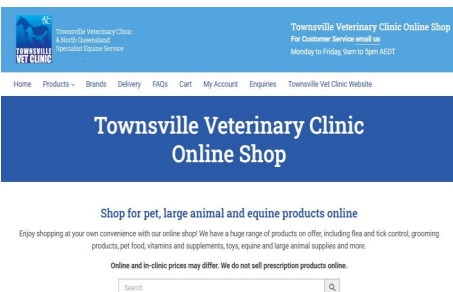 Townsville Veterinary Clinic
& North Queensland
Specialist Equine Service
TOWNSVILLE
VET CLINIC
Townsville Veterinary Clinic Online Shop
For Customer Service email us
Monday to Friday, 9am to 5pm AEDT
Home Products Brands Delivery FAQs Cart My Account Enquiries Townsville Vet Clinic Website
Townsville Veterinary Clinic
Online Shop
Shop for pet, large animal and equine products online
Enjoy shopping at your own convenience with our online shop! We have a huge range of products on offer, including flea and tick control, grooming
products, pet food, vitamins and supplements, toys, equine and large animal supplies and more.
Online and in-clinic prices may differ. We do not sell prescription products online.
Search